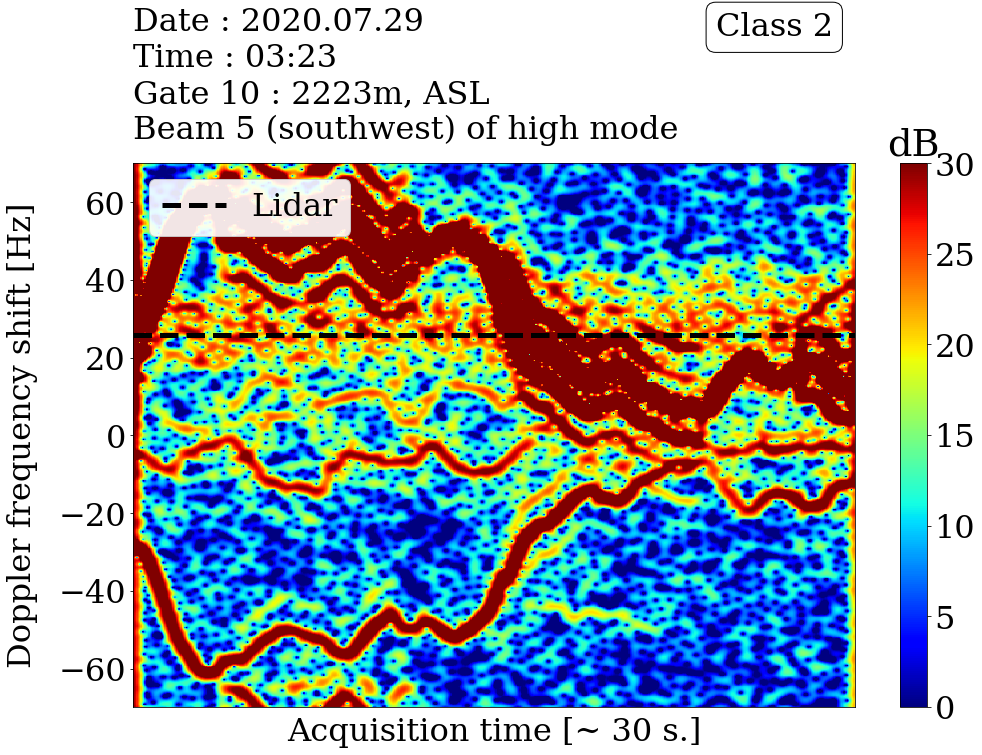 Date : 2020.07.29
Time : 03:23
Gate 10 : 2223m, ASL
Beam 5 (southwest) of high mode
Class 2
dB
Lidar
Doppler frequency shift [Hz]
60
40
20
0
−20
−40
−60
30
25
20
15
10
5
0
Acquisition time [~ 30 s.]